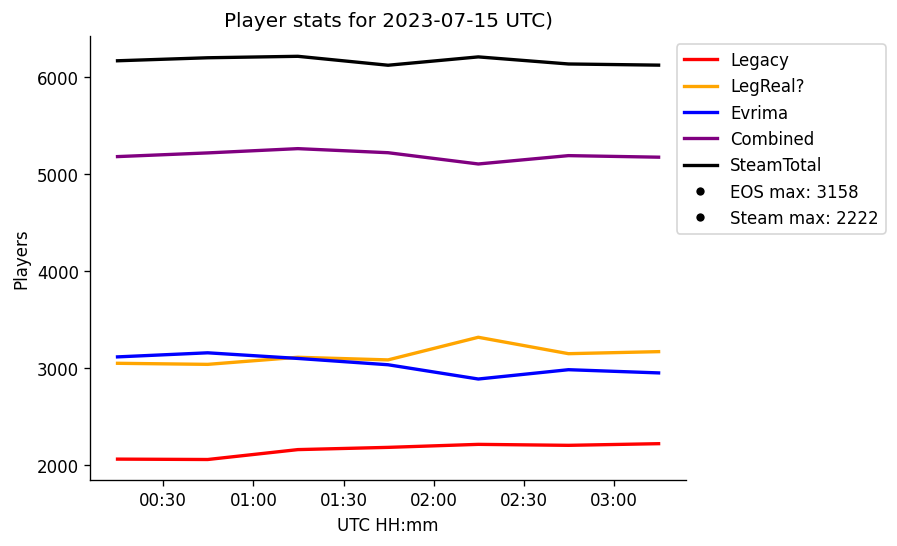 Player stats for 2023-07-15 UTC)
6000
5000
4000
3000
2000
Players
00:30 01:00 01:30 02:00 02:30 03:00
UTC HH:mm
Legacy
LegReal?
Evrima
Combined
SteamTotal
EOS max: 3158
Steam max: 2222